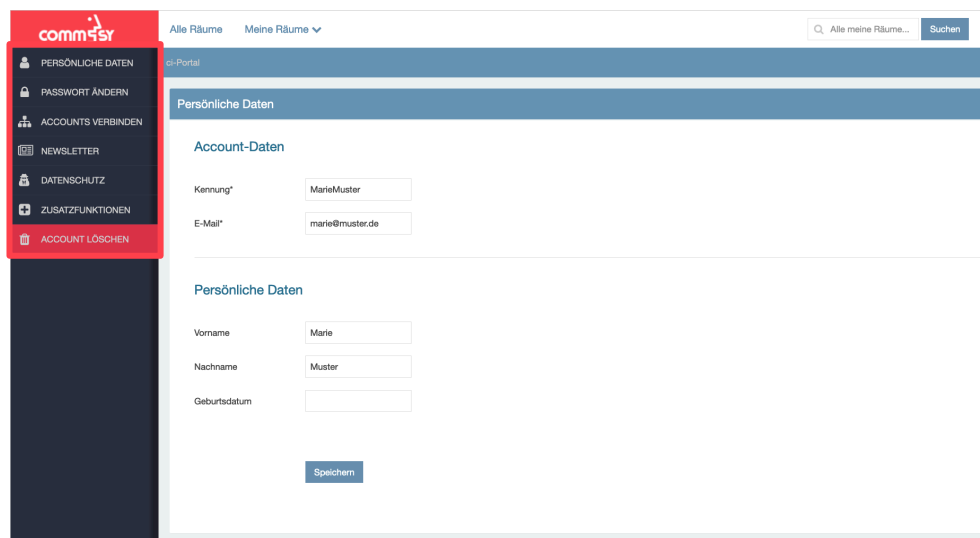 commsy
Alle Räume
Meine Räume
Alle meine Räume...
Suchen
PERSÖNLICHE DATEN
PASSWORT ÄNDERN
ACCOUNTS VERBINDEN
NEWSLETTER
DATENSCHUTZ
ZUSATZFUNKTIONEN
ACCOUNT LÖSCHEN
ci-Portal
Persönliche Daten
Account-Daten
Kennung*
MarieMuster
E-Mail*
marie@muster.de
Persönliche Daten
Vorname
Marie
Nachname
Muster
Geburtsdatum
Speichern